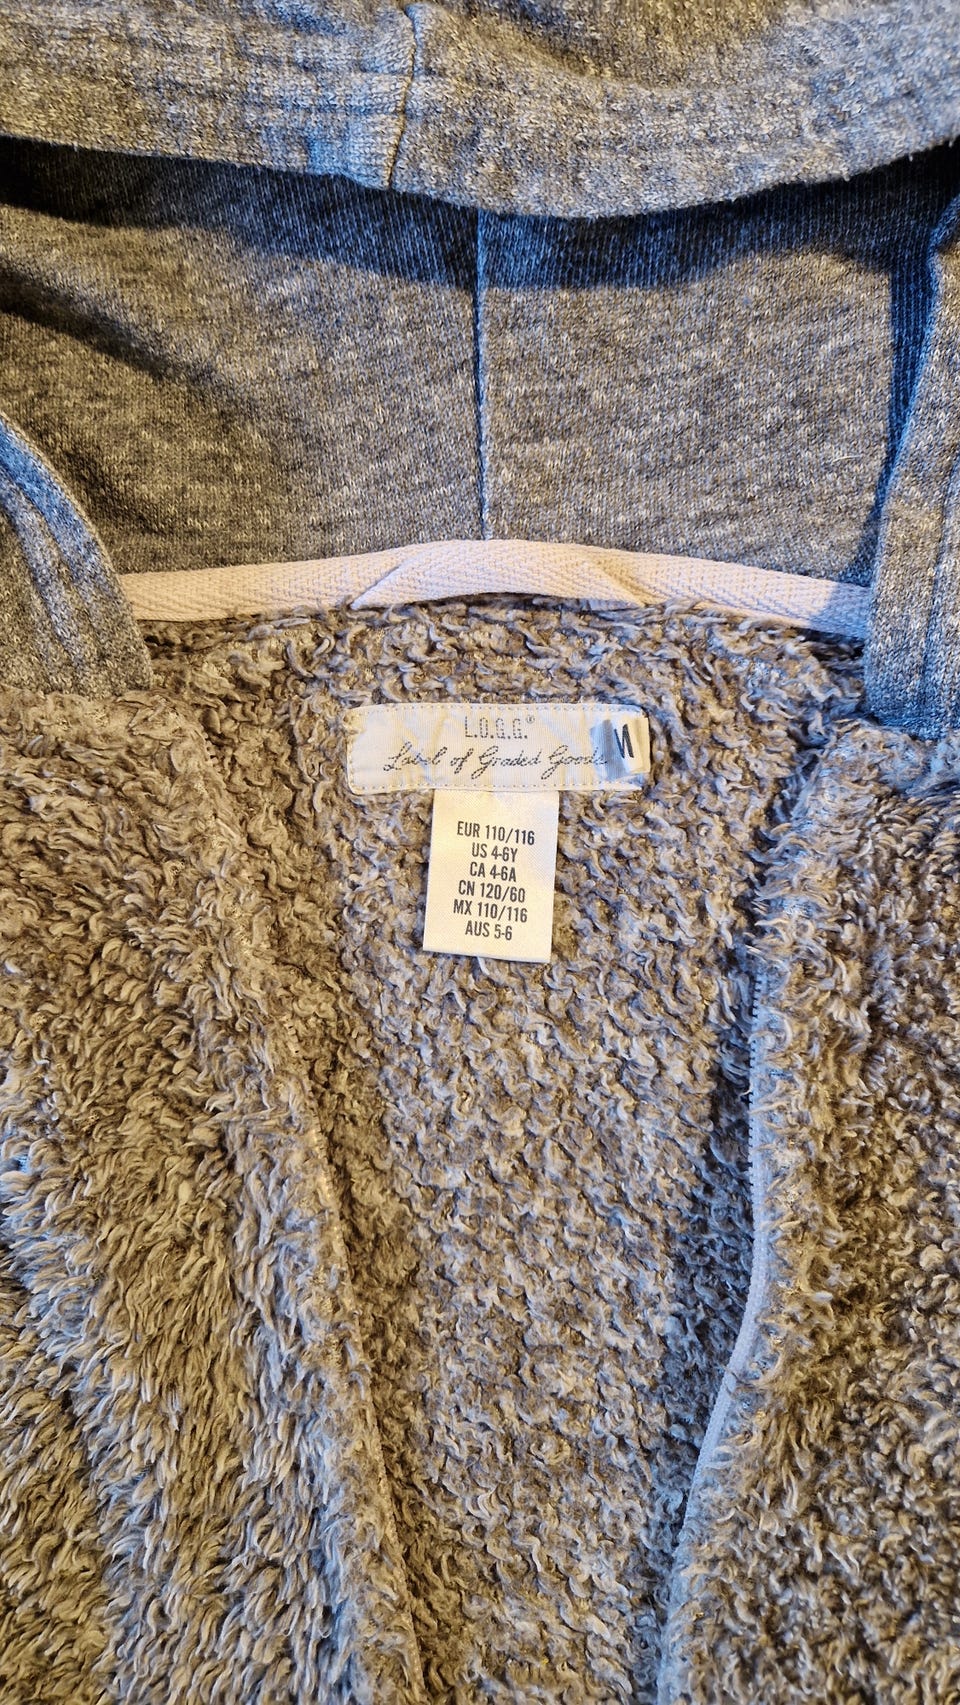 L.O.G.G.®
Label of Graded Goods
EUR 110/116
US 4-6Y
CA 4-6A
CN 120/60
MX 110/116
AUS 5-6